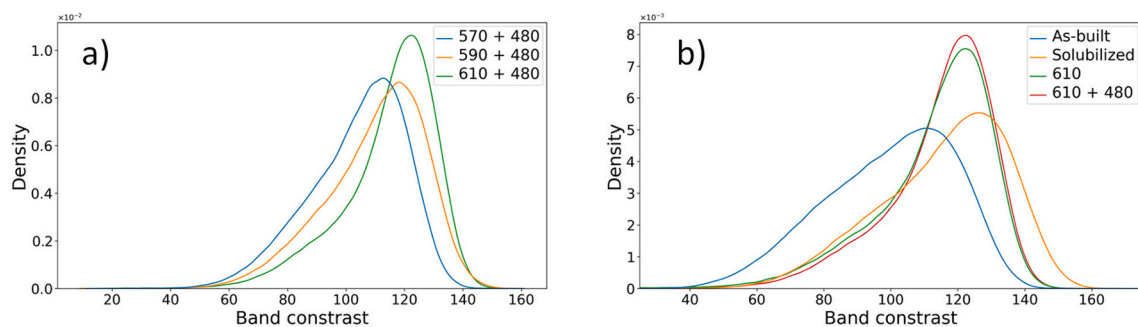 ×10⁻²
a)
570 + 480
590 + 480
610 + 480
1.0
0.8
0.6
0.4
0.2
0.0
Density
20 40 60 80 100 120 140 160
Band constrast
×10⁻³
b)
As-built
Solubilized
610
610 + 480
8
7
6
5
4
3
2
1
0
Density
40 60 80 100 120 140 160
Band constrast